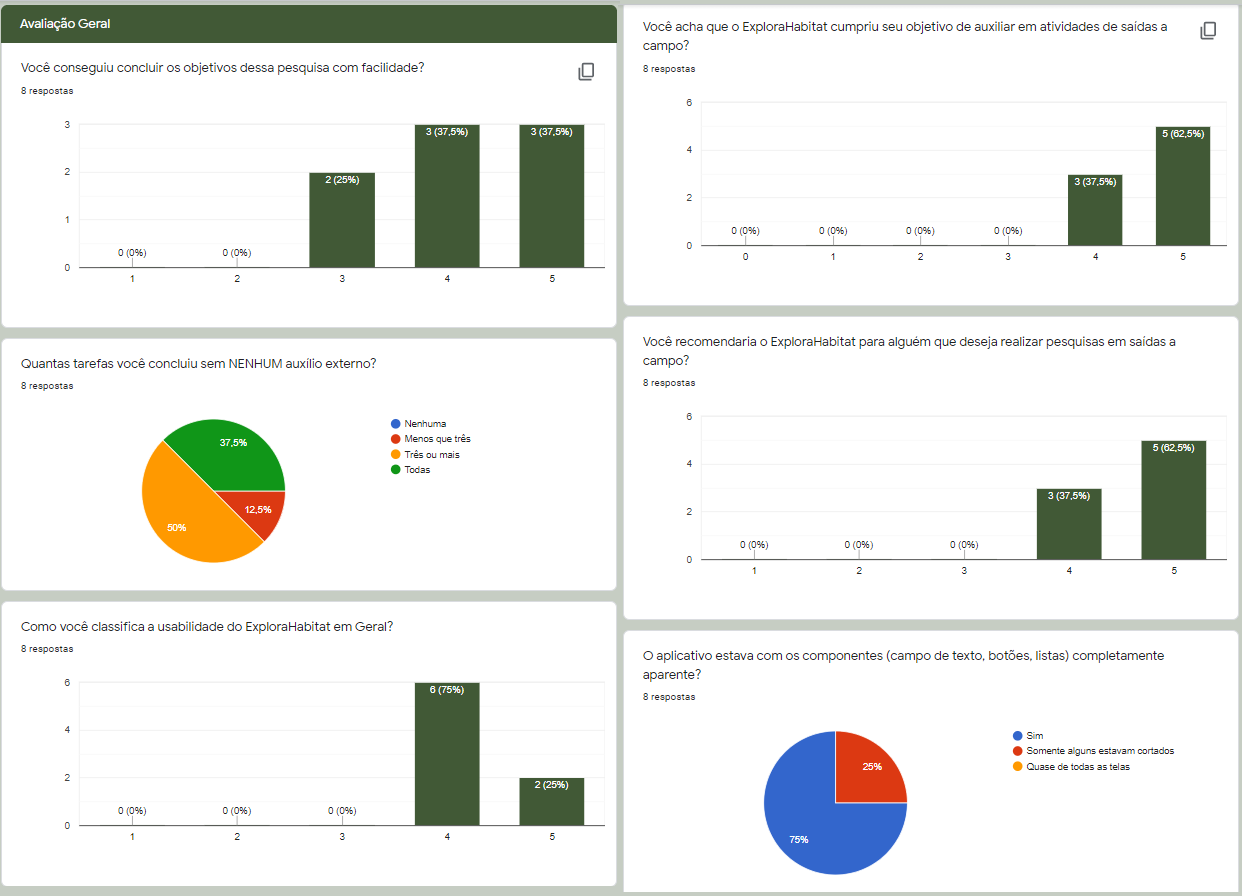 Avaliação Geral
Você conseguiu concluir os objetivos dessa pesquisa com facilidade?
8 respostas
3
2
1
0
0 (0%)
0 (0%)
2 (25%)
3 (37,5%)
3 (37,5%)
1
2
3
4
5
Quantas tarefas você concluiu sem NENHUM auxílio externo?
8 respostas
37,5%
12,5%
50%
Nenhuma
Menos que três
Três ou mais
Todas
Como você classifica a usabilidade do ExploraHabitat em Geral?
8 respostas
6
4
2
0
0 (0%)
0 (0%)
0 (0%)
6 (75%)
2 (25%)
1
2
3
4
5
Você acha que o ExploraHabitat cumpriu seu objetivo de auxiliar em atividades de saídas a
campo?
8 respostas
6
4
2
0
0 (0%)
0 (0%)
0 (0%)
0 (0%)
3 (37,5%)
5 (62,5%)
0
1
2
3
4
5
Você recomendaria o ExploraHabitat para alguém que deseja realizar pesquisas em saídas a
campo?
8 respostas
6
4
2
0
0 (0%)
0 (0%)
0 (0%)
3 (37,5%)
5 (62,5%)
1
2
3
4
5
O aplicativo estava com os componentes (campo de texto, botões, listas) completamente
aparente?
8 respostas
25%
75%
Sim
Somente alguns estavam cortados
Quase de todas as telas